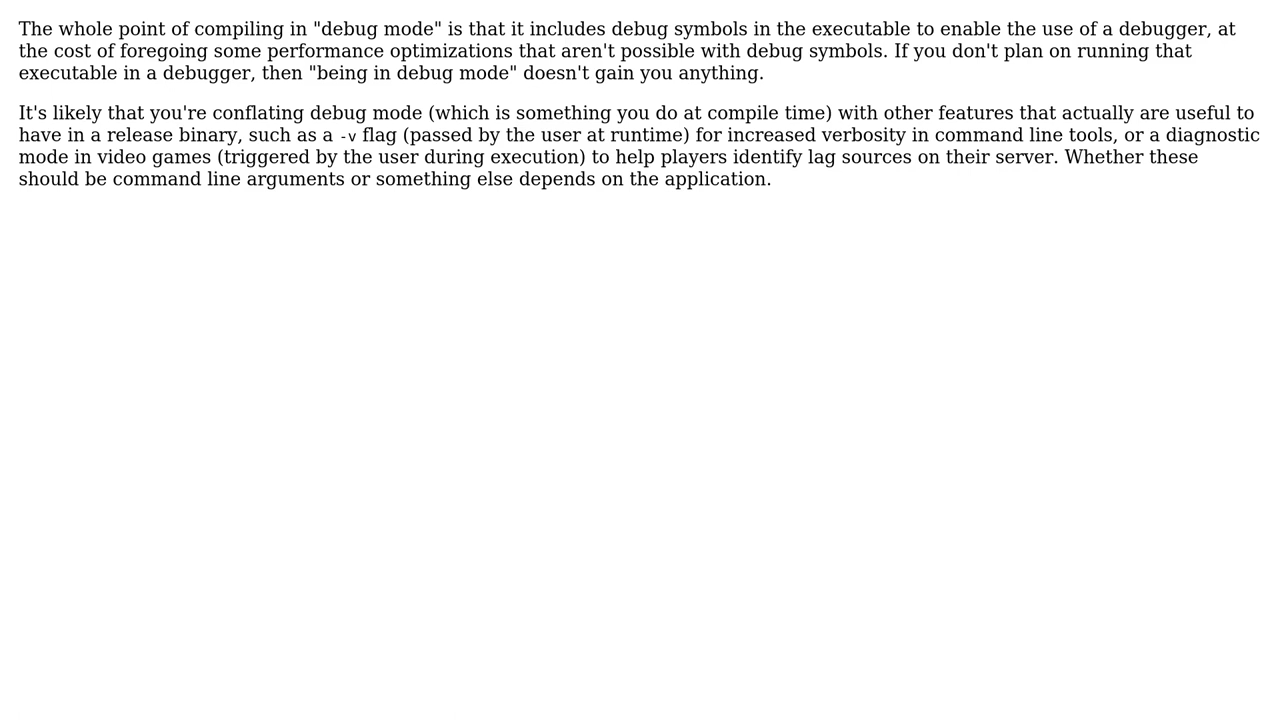 The whole point of compiling in "debug mode" is that it includes debug symbols in the executable to enable the use of a debugger, at
the cost of foregoing some performance optimizations that aren't possible with debug symbols. If you don't plan on running that
executable in a debugger, then "being in debug mode" doesn't gain you anything.
It's likely that you're conflating debug mode (which is something you do at compile time) with other features that actually are useful to
have in a release binary, such as a -v flag (passed by the user at runtime) for increased verbosity in command line tools, or a diagnostic
mode in video games (triggered by the user during execution) to help players identify lag sources on their server. Whether these
should be command line arguments or something else depends on the application.